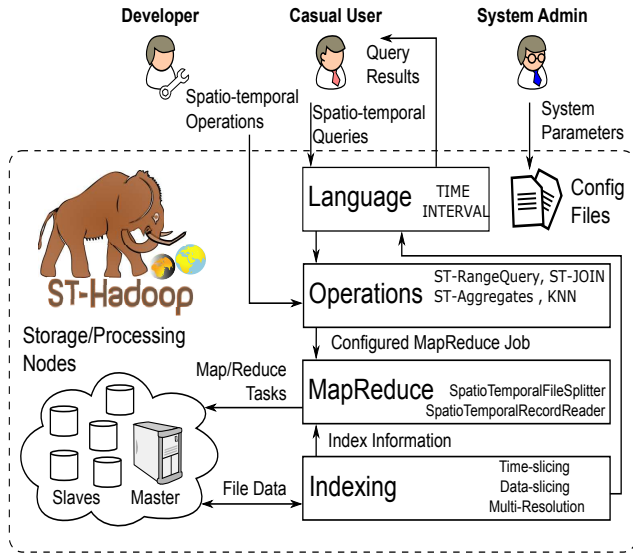 Developer
Casual User
System Admin
Query
Results
Spatio-temporal
Operations
Spatio-temporal
Queries
System
Parameters
Language
TIME
INTERVAL
Config
Files
ST-Hadoop
Operations
ST-RangeQuery, ST-JOIN
ST-Aggregates , KNN
Storage/Processing
Nodes
Configured MapReduce Job
Map/Reduce
Tasks
MapReduce
SpatioTemporalFileSplitter
SpatioTemporalRecordReader
Index Information
Slaves
Master
File Data
Indexing
Time-slicing
Data-slicing
Multi-Resolution